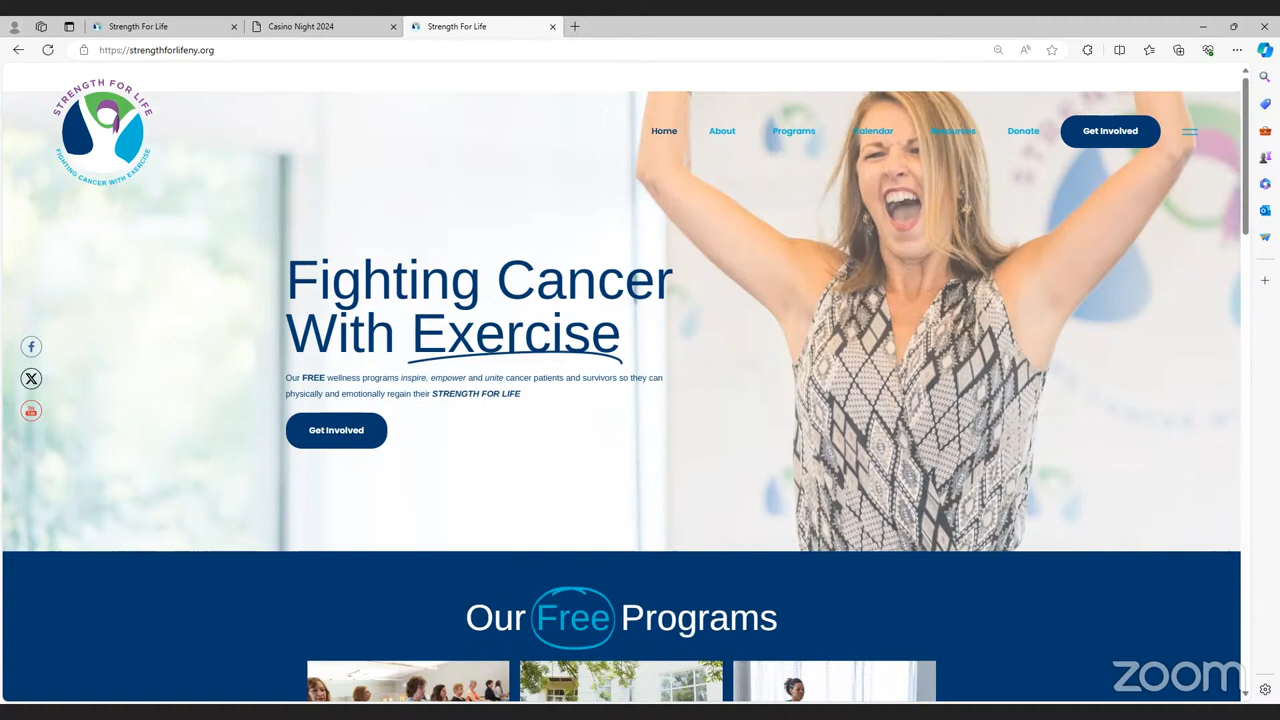 Strength For Life
Casino Night 2024
Strength For Life
https://strengthforlifeny.org
STRENGTH FOR LIFE
FIGHTING CANCER WITH EXERCISE
Home
About
Programs
Calendar
Resources
Donate
Get Involved
Fighting Cancer
With Exercise
Our FREE wellness programs inspire, empower and unite cancer patients and survivors so they can
physically and emotionally regain their STRENGTH FOR LIFE
Get Involved
Our Free Programs
zoom